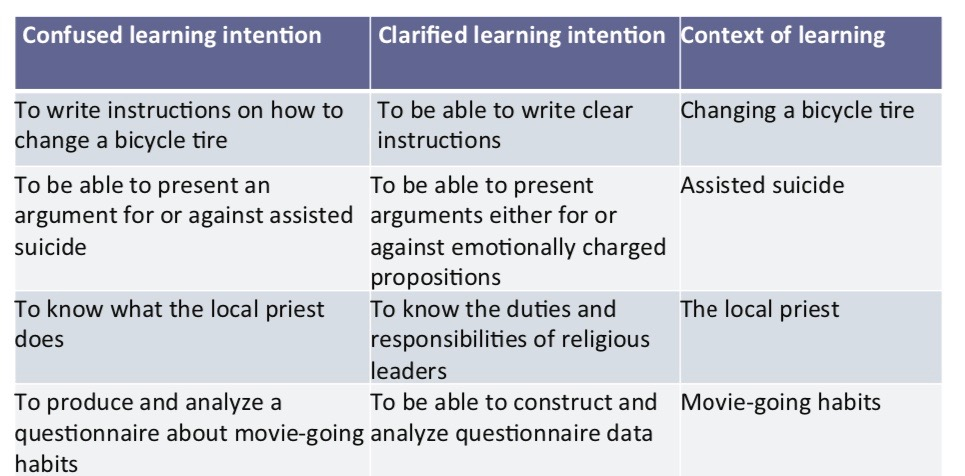 Confused learning intention
Clarified learning intention
Context of learning
To write instructions on how to
change a bicycle tire
To be able to write clear
instructions
Changing a bicycle tire
To be able to present an
argument for or against assisted
suicide
To be able to present
arguments either for or
against emotionally charged
propositions
Assisted suicide
To know what the local priest
does
To know the duties and
responsibilities of religious
leaders
The local priest
To produce and analyze a
questionnaire about movie-going
habits
To be able to construct and
analyze questionnaire data
Movie-going habits